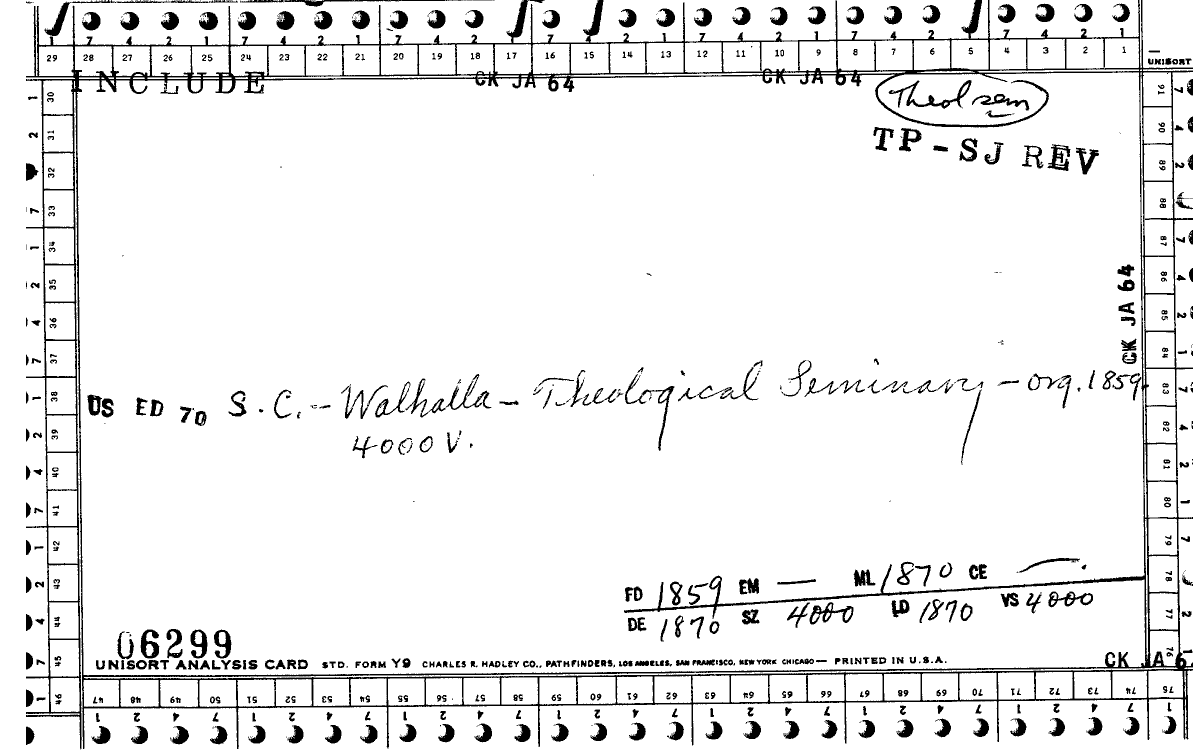 1 7 4 2 1 7 4 2 1 7 4 2 1 7 4 2 1 7 4 2 1 7 4 2 1
29 28 27 26 25 24 23 22 21 20 19 18 17 16 15 14 13 12 11 10 9 8 7 6 5 4 3 2 1
UNISORT
INCLUDE CK JA 64 CK JA 64
Theol sem
TP - SJ REV
CK JA 64
US ED 70 S. C. - Walhalla - Theological Seminary - org. 1859
4000 V.
FD 1859 EM — ML 1870 CE —
DE 1870 SZ 4000 LD 1870 VS 4000
06299
UNISORT ANALYSIS CARD STD. FORM Y9 CHARLES R. HADLEY CO., PATHFINDERS, LOS ANGELES, SAN FRANCISCO, NEW YORK CHICAGO — PRINTED IN U.S.A.
CK JA 6
47 48 49 50 51 52 53 54 55 56 57 58 59 60 61 62 63 64 65 66 67 68 69 70 71 72 73 74 75
1 2 4 7 1 2 4 7 1 2 4 7 1 2 4 7 1 2 4 7 1 2 4 7 1 2 4 7 1
30 31 32 33 34 35 36 37 38 39 40 41 42 43 44 45 46
91 90 89 88 87 86 85 84 83 82 81 80 79 78 77 76